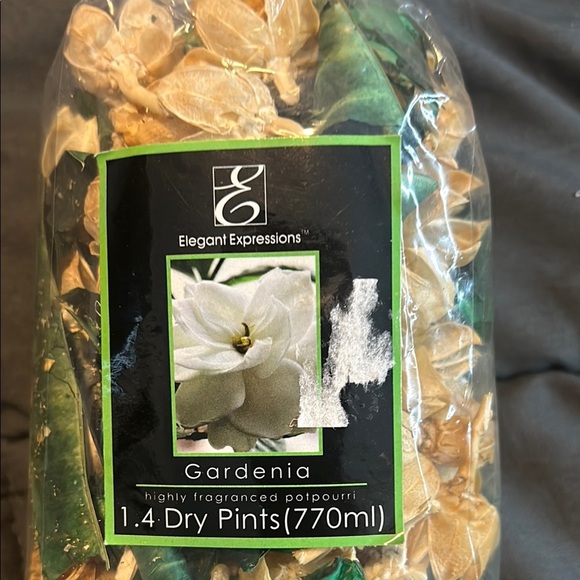 E
Elegant Expressions™
Gardenia
highly fragranced potpourri
1.4 Dry Pints(770ml)